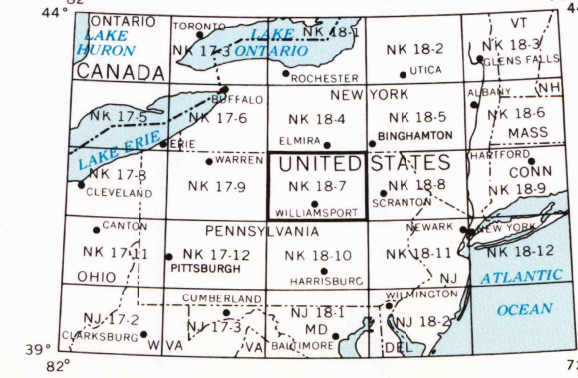 82°
44°
44
ONTARIO
TORONTO
LAKE
NK 18-1
VT
LAKE
HURON
NK 17-3
ONTARIO
NK 18-2
NK 18-3
GLENS FALLS
CANADA
ROCHESTER
UTICA
BUFFALO
NEW YORK
ALBANY
NH
NK 17-5
NK 17-6
NK 18-4
NK 18-5
NK 18-6
MASS
LAKE ERIE
ERIE
ELMIRA
BINGHAMTON
WARREN
UNITED STATES
HARTFORD
CONN
NK 17-8
CLEVELAND
NK 17-9
NK 18-7
NK 18-8
NK 18-9
WILLIAMSPORT
SCRANTON
CANTON
PENNSYLVANIA
NEWARK
NEW YORK
NK 17-11
NK 17-12
NK 18-10
NK 18-11
NK 18-12
PITTSBURGH
HARRISBURG
OHIO
NJ
ATLANTIC
OCEAN
CUMBERLAND
WILMINGTON
NJ 17-2
NJ 17-3
NJ 18-1
NJ 18-2
MD
CLARKSBURG
W VA
VA
BALTIMORE
DEL
39°
82°